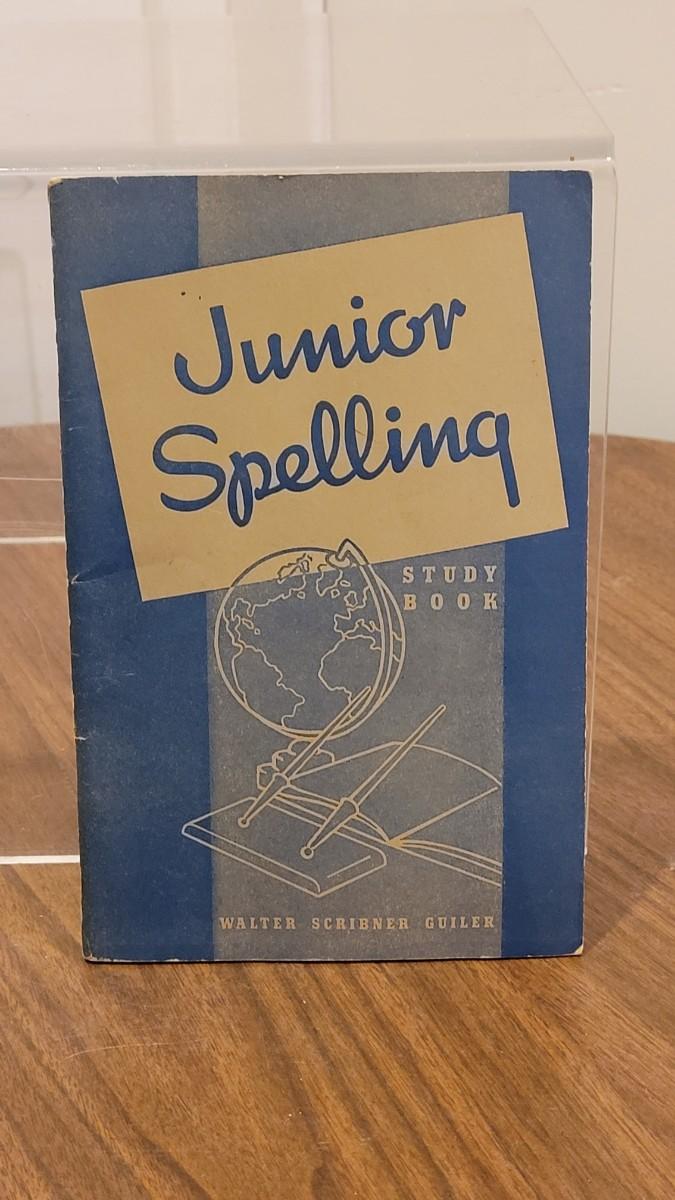 Junior
Spelling
STUDY
BOOK
WALTER SCRIBNER GUILER